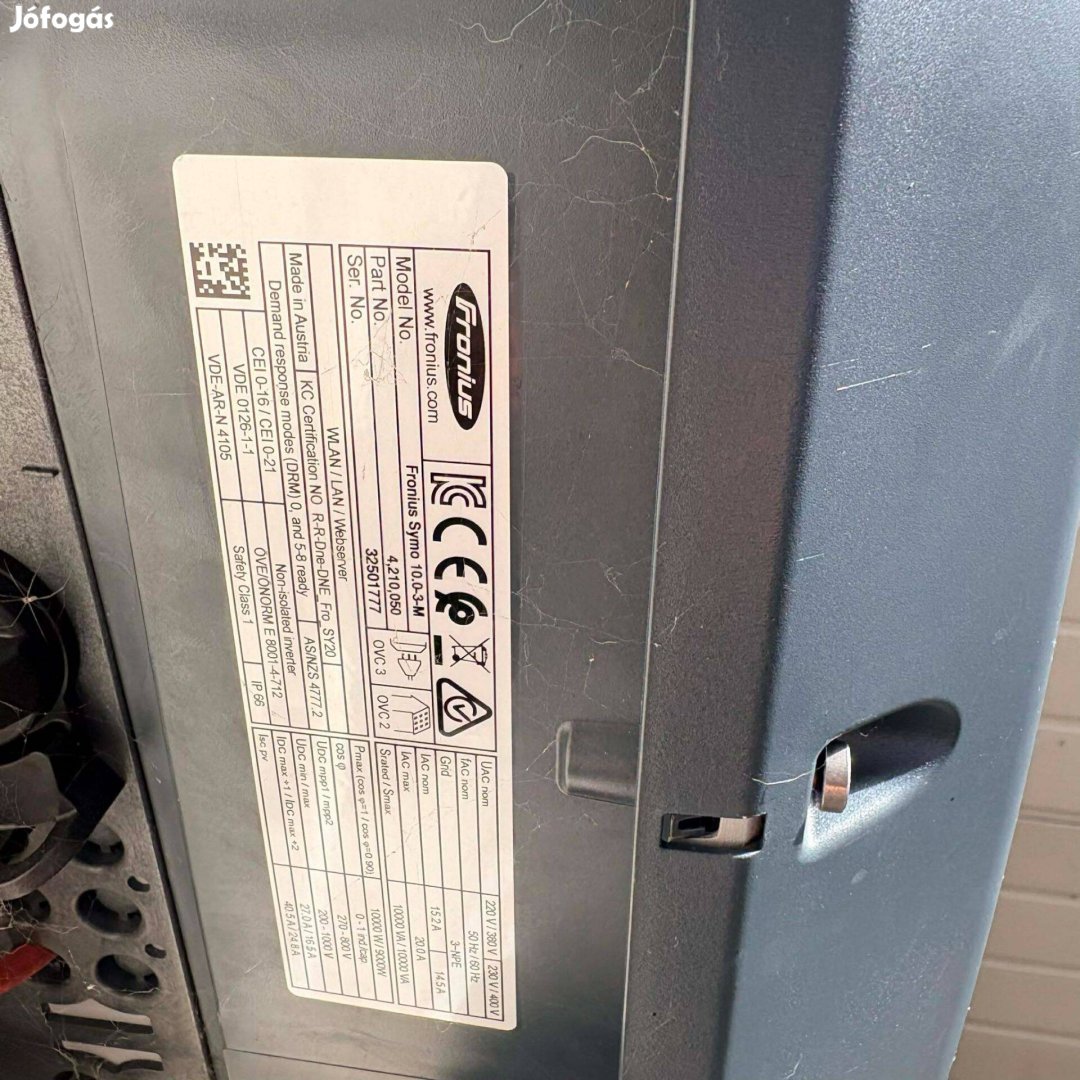 Jófogás
Fronius
www.fronius.com
Model No. Fronius Symo 10.0-3-M
Part No. 4,210,050
Ser. No. 32501777
OVC 3 OVC 2
WLAN / LAN / Webserver
Made in Austria KC Certification NO R-R-Dne-DNE_Fro_SY20 AS/NZS 4777.2
Demand response modes (DRM) 0, and 5-8 ready Non-isolated inverter
CEI 0-16 / CEI 0-21 ÖVE/ÖNORM E 8001-4-712
VDE 0126-1-1 Safety Class 1 IP 66
VDE-AR-N 4105
UAC nom 220 V / 380 V 230 V / 400 V
fAC nom 50 Hz / 60 Hz
Grid 3-NPE
IAC nom 15.2 A 14.5 A
IAC max 20.0 A
Srated / Smax 10000 VA / 10000 VA
Pmax (cos φ=1 / cos φ=0.90) 10000 W / 9000W
cos φ 0 - 1 ind./cap
UDC mpp1 / mpp2 270 - 800 V
UDC min / max 200 - 1000 V
IDC max +1 / IDC max +2 27.0 A / 16.5 A
Isc pv 40.5 A / 24.8 A